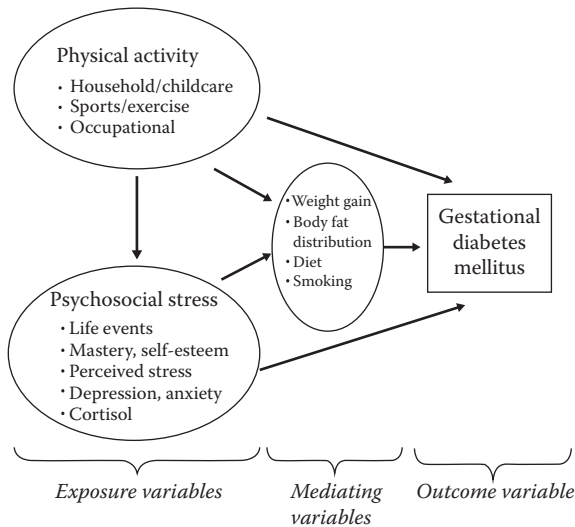 Physical activity
· Household/childcare
· Sports/exercise
· Occupational
· Weight gain
· Body fat
distribution
· Diet
· Smoking
Gestational
diabetes
mellitus
Psychosocial stress
· Life events
· Mastery, self-esteem
· Perceived stress
· Depression, anxiety
· Cortisol
Exposure variables
Mediating
variables
Outcome variable